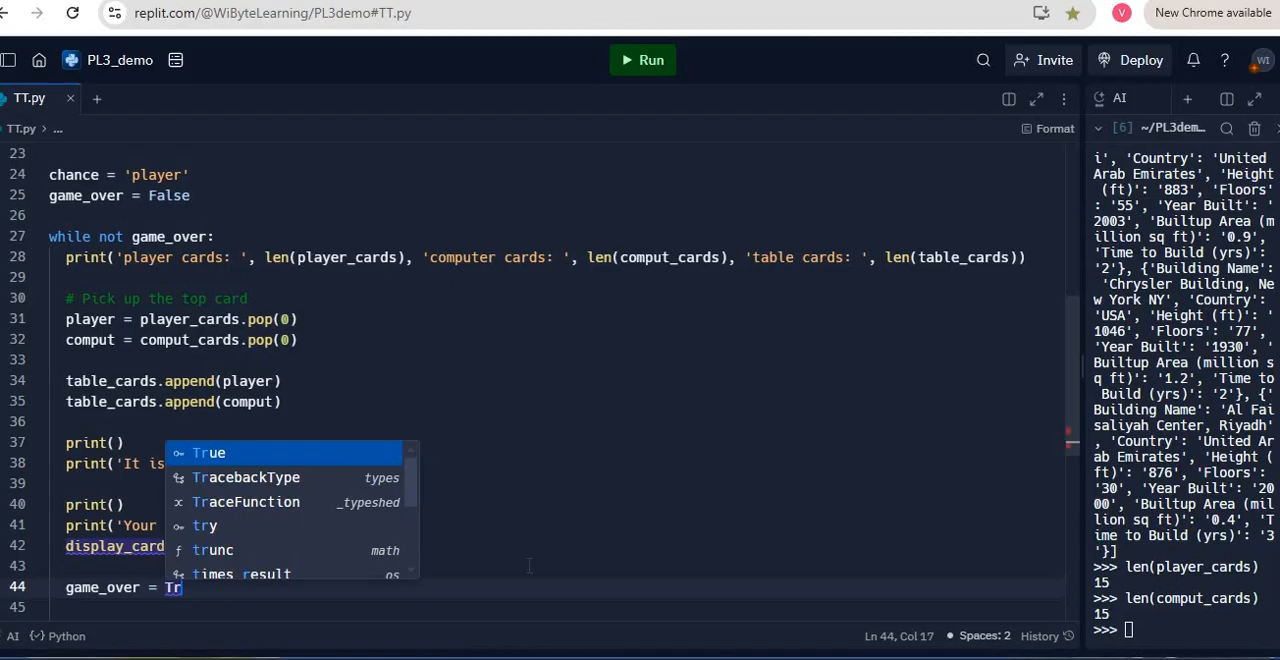 replit.com/@WiByteLearning/PL3demo#TT.py
V
New Chrome available
PL3_demo
Run
Invite
Deploy
?
WI
TT.py
AI
TT.py > ...
Format
[6] ~/PL3dem...
23
24 chance = 'player'
25 game_over = False
26
27 while not game_over:
28 print('player cards: ', len(player_cards), 'computer cards: ', len(comput_cards), 'table cards: ', len(table_cards))
29
30 # Pick up the top card
31 player = player_cards.pop(0)
32 comput = comput_cards.pop(0)
33
34 table_cards.append(player)
35 table_cards.append(comput)
36
37 print()
38 print('It is
39
40 print()
41 print('Your
42 display_card
43
44 game_over = Tr
45
True
TracebackType types
TraceFunction _typeshed
try
trunc math
times_result os
i', 'Country': 'United
Arab Emirates', 'Height
(ft)': '883', 'Floors'
: '55', 'Year Built': '
2003', 'Builtup Area (m
illion sq ft)': '0.9',
'Time to Build (yrs)':
'2'}, {'Building Name':
'Chrysler Building, Ne
w York NY', 'Country':
'USA', 'Height (ft)': '
1046', 'Floors': '77',
'Year Built': '1930', '
Builtup Area (million s
q ft)': '1.2', 'Time to
Build (yrs)': '2'}, {'
Building Name': 'Al Fai
saliyah Center, Riyadh'
, 'Country': 'United Ar
ab Emirates', 'Height (
ft)': '876', 'Floors':
'30', 'Year Built': '20
00', 'Builtup Area (mil
lion sq ft)': '0.4', 'T
ime to Build (yrs)': '3
'}]
>>> len(player_cards)
15
>>> len(comput_cards)
15
>>>
AI
Python
Ln 44, Col 17
Spaces: 2
History